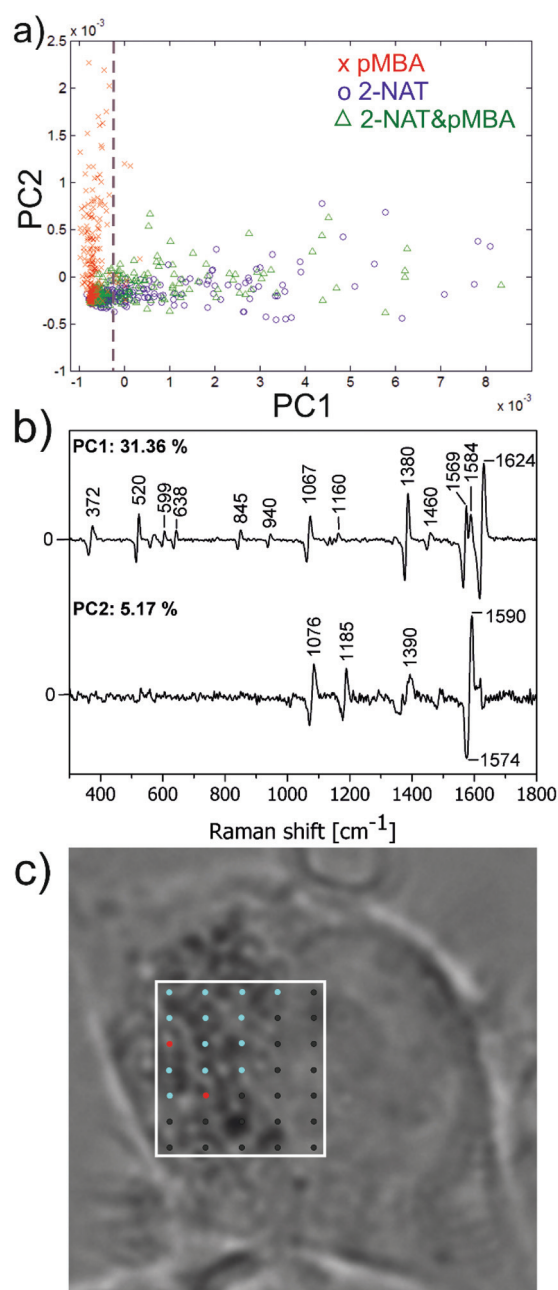 a)
x 10⁻³
2.5
2
1.5
1
0.5
0
-0.5
-1
PC2
x pMBA
o 2-NAT
△ 2-NAT&pMBA
-1 0 1 2 3 4 5 6 7 8
PC1
x 10⁻³
b)
PC1: 31.36 %
0
372
520
599
638
845
940
1067
1160
1380
1460
1569
1584
1624
PC2: 5.17 %
0
1076
1185
1390
1590
1574
400 600 800 1000 1200 1400 1600 1800
Raman shift [cm⁻¹]
c)